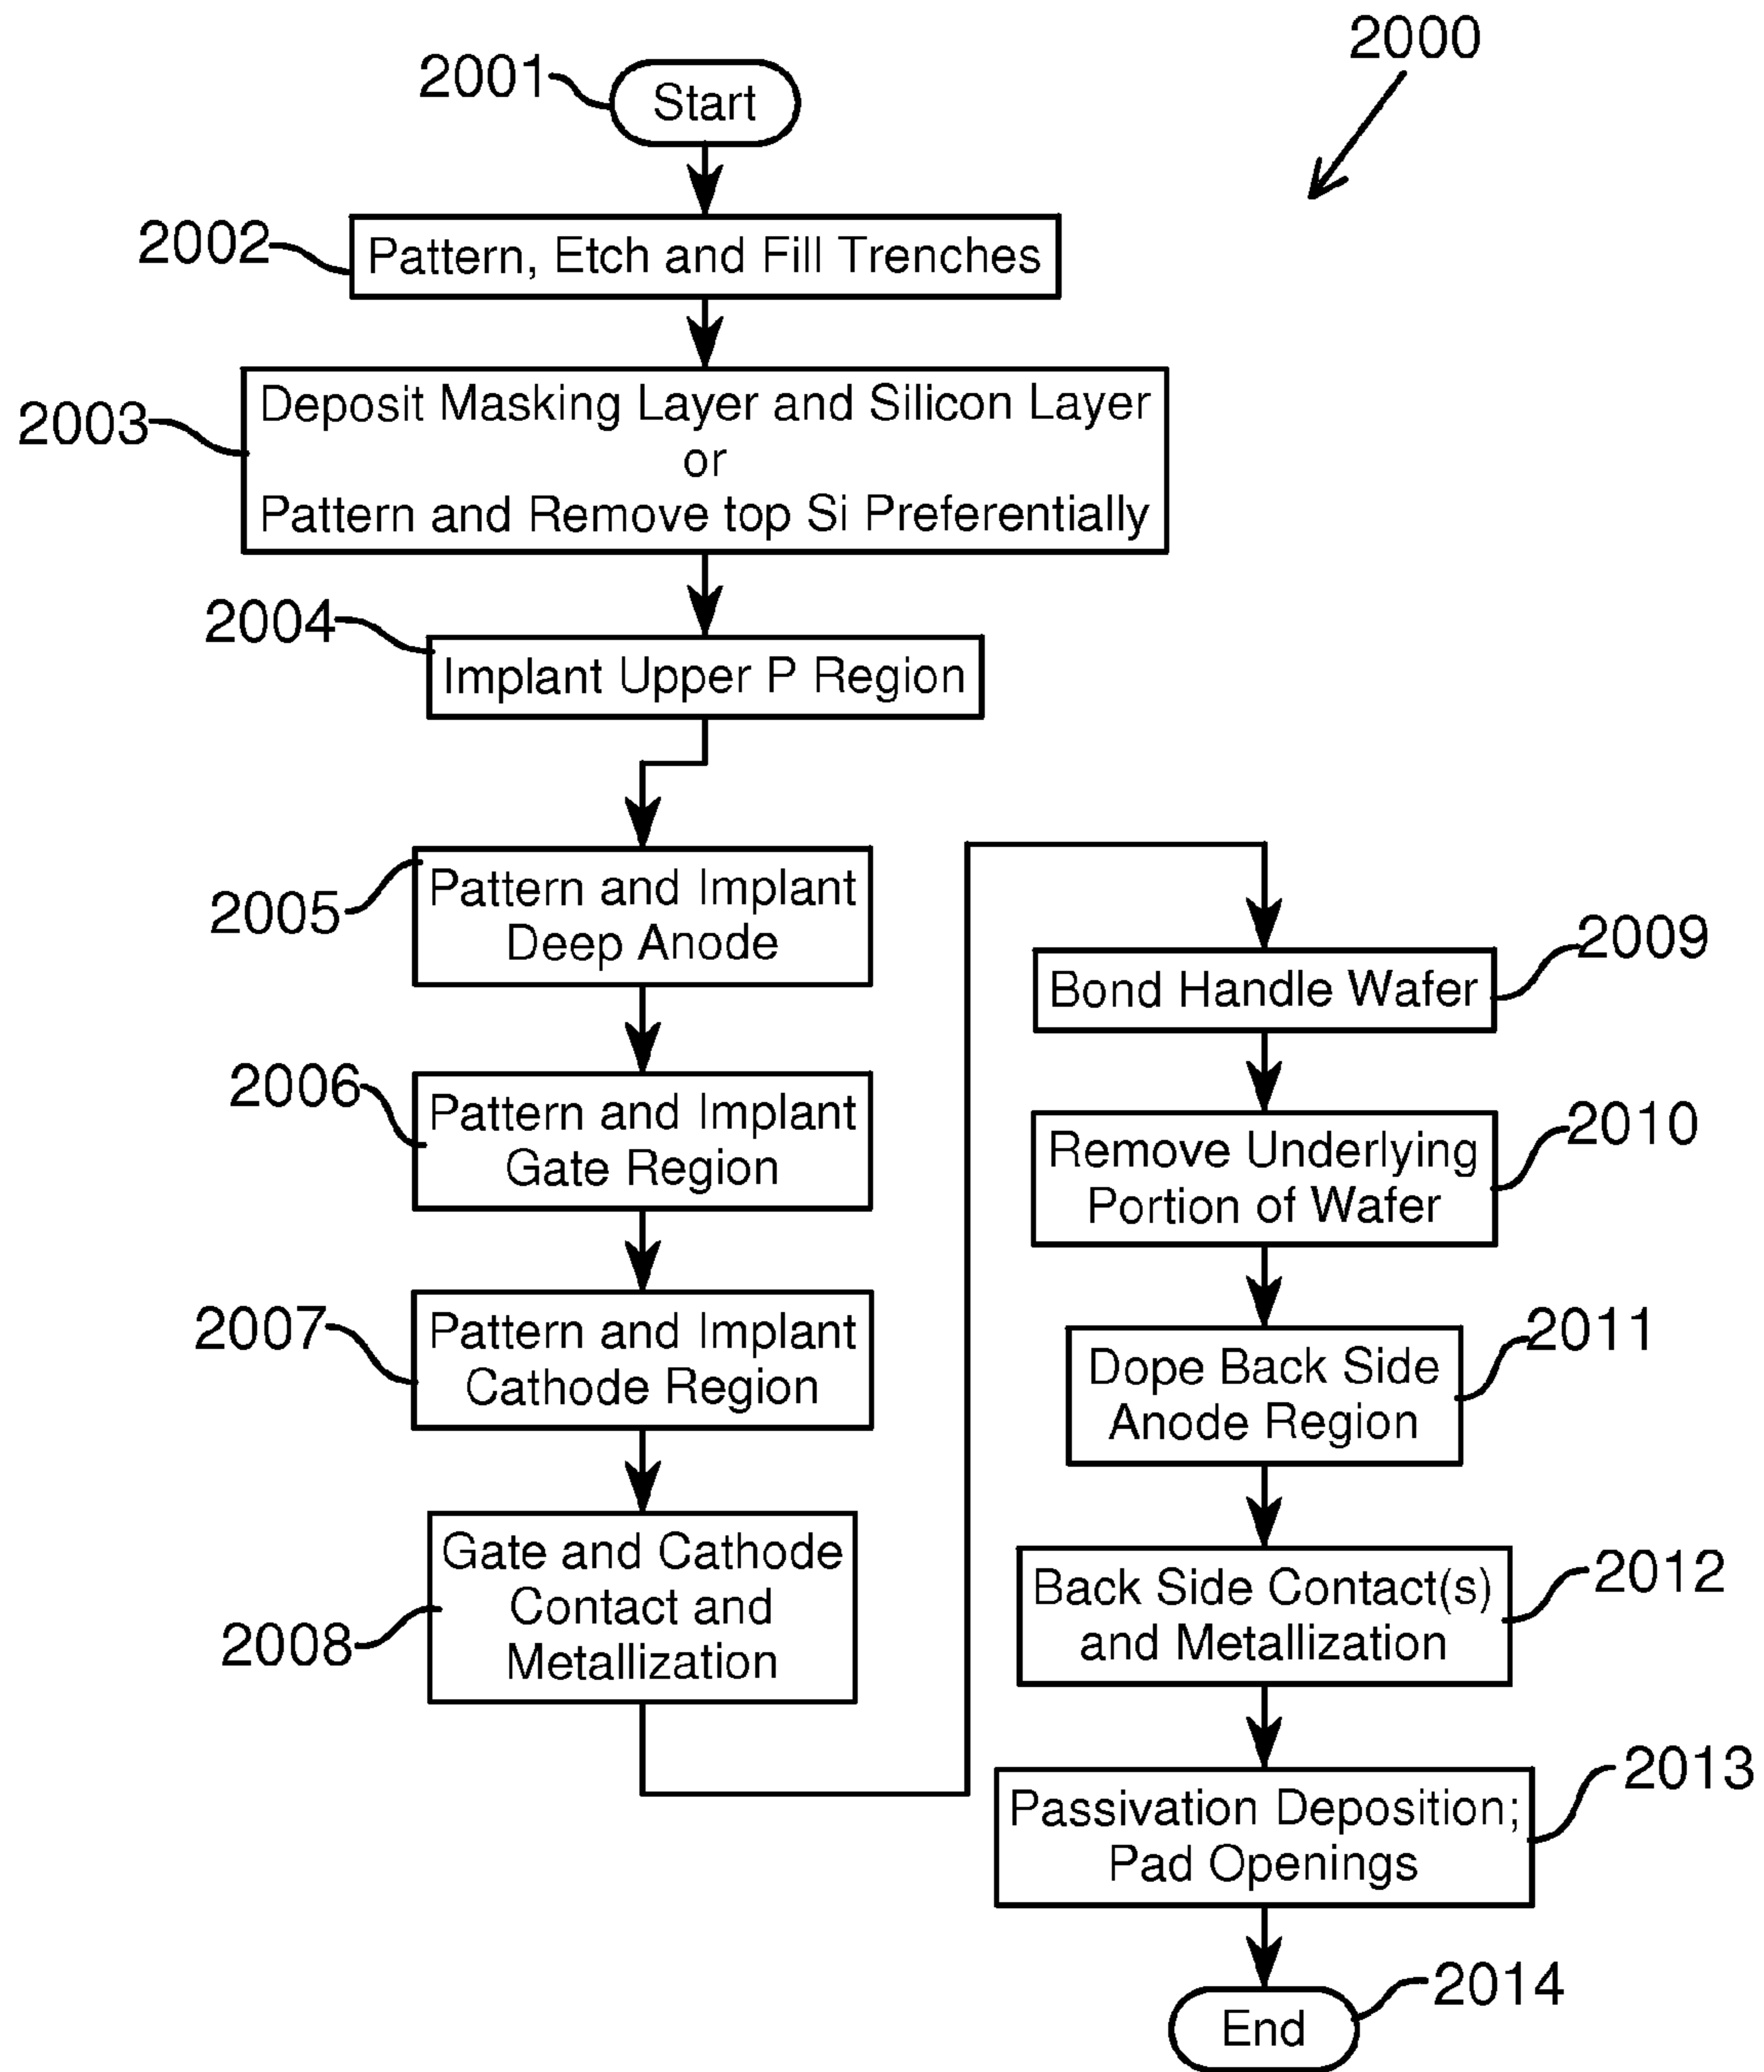 2000
2001
Start
2002
Pattern, Etch and Fill Trenches
2003
Deposit Masking Layer and Silicon Layer
or
Pattern and Remove top Si Preferentially
2004
Implant Upper P Region
2005
Pattern and Implant
Deep Anode
2006
Pattern and Implant
Gate Region
2007
Pattern and Implant
Cathode Region
2008
Gate and Cathode
Contact and
Metallization
2009
Bond Handle Wafer
2010
Remove Underlying
Portion of Wafer
2011
Dope Back Side
Anode Region
2012
Back Side Contact(s)
and Metallization
2013
Passivation Deposition;
Pad Openings
2014
End